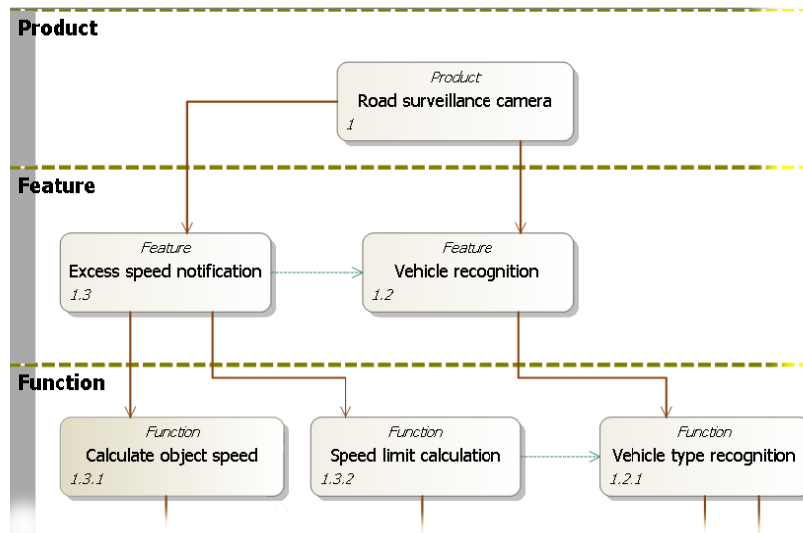 Product
Product
Road surveillance camera
1
Feature
Feature
Excess speed notification
1.3
Feature
Vehicle recognition
1.2
Function
Function
Calculate object speed
1.3.1
Function
Speed limit calculation
1.3.2
Function
Vehicle type recognition
1.2.1